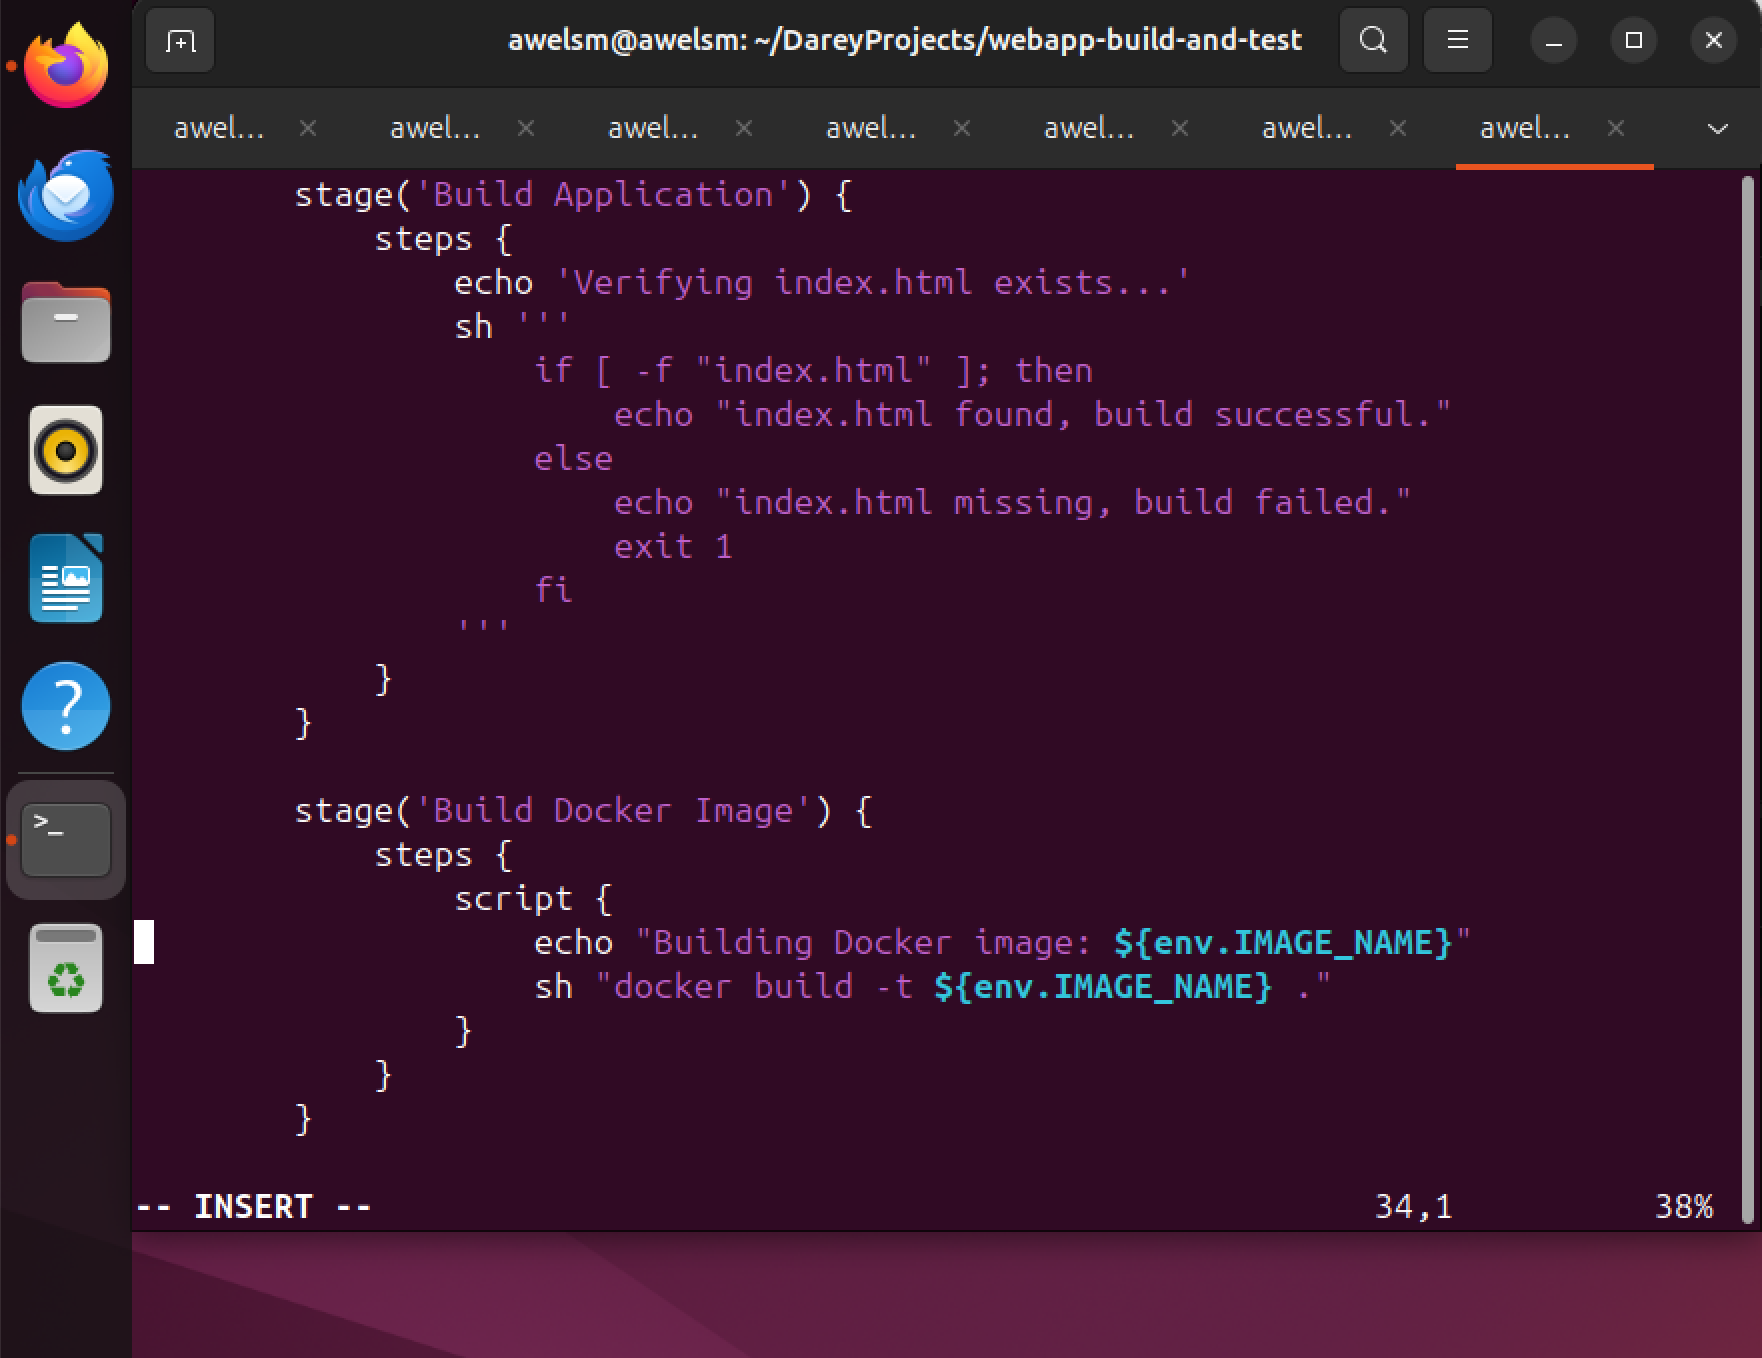 awelsm@awelsm: ~/DareyProjects/webapp-build-and-test
awel... awel... awel... awel... awel... awel... awel...
stage('Build Application') {
steps {
echo 'Verifying index.html exists...'
sh '''
if [ -f "index.html" ]; then
echo "index.html found, build successful."
else
echo "index.html missing, build failed."
exit 1
fi
'''
}
}
stage('Build Docker Image') {
steps {
script {
echo "Building Docker image: ${env.IMAGE_NAME}"
sh "docker build -t ${env.IMAGE_NAME} ."
}
}
}
-- INSERT -- 34,1 38%